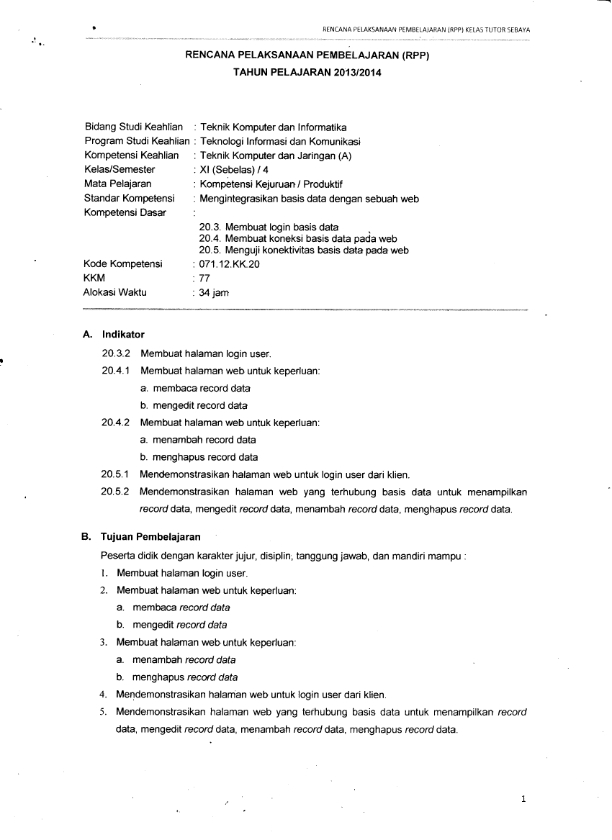 RENCANA PELAKSANAAN PEMBELAJARAN (RPP) KELAS TUTOR SEBAYA
RENCANA PELAKSANAAN PEMBELAJARAN (RPP)
TAHUN PELAJARAN 2013/2014
Bidang Studi Keahlian : Teknik Komputer dan Informatika
Program Studi Keahlian : Teknologi Informasi dan Komunikasi
Kompetensi Keahlian : Teknik Komputer dan Jaringan (A)
Kelas/Semester : XI (Sebelas) / 4
Mata Pelajaran : Kompetensi Kejuruan / Produktif
Standar Kompetensi : Mengintegrasikan basis data dengan sebuah web
Kompetensi Dasar :
20.3. Membuat login basis data
20.4. Membuat koneksi basis data pada web
20.5. Menguji konektivitas basis data pada web
Kode Kompetensi : 071.12.KK.20
KKM : 77
Alokasi Waktu : 34 jam
A. Indikator
20.3.2 Membuat halaman login user.
20.4.1 Membuat halaman web untuk keperluan:
a. membaca record data
b. mengedit record data
20.4.2 Membuat halaman web untuk keperluan:
a. menambah record data
b. menghapus record data
20.5.1 Mendemonstrasikan halaman web untuk login user dari klien.
20.5.2 Mendemonstrasikan halaman web yang terhubung basis data untuk menampilkan
record data, mengedit record data, menambah record data, menghapus record data.
B. Tujuan Pembelajaran
Peserta didik dengan karakter jujur, disiplin, tanggung jawab, dan mandiri mampu :
1. Membuat halaman login user.
2. Membuat halaman web untuk keperluan:
a. membaca record data
b. mengedit record data
3. Membuat halaman web untuk keperluan:
a. menambah record data
b. menghapus record data
4. Mendemonstrasikan halaman web untuk login user dari klien.
5. Mendemonstrasikan halaman web yang terhubung basis data untuk menampilkan record
data, mengedit record data, menambah record data, menghapus record data.
1